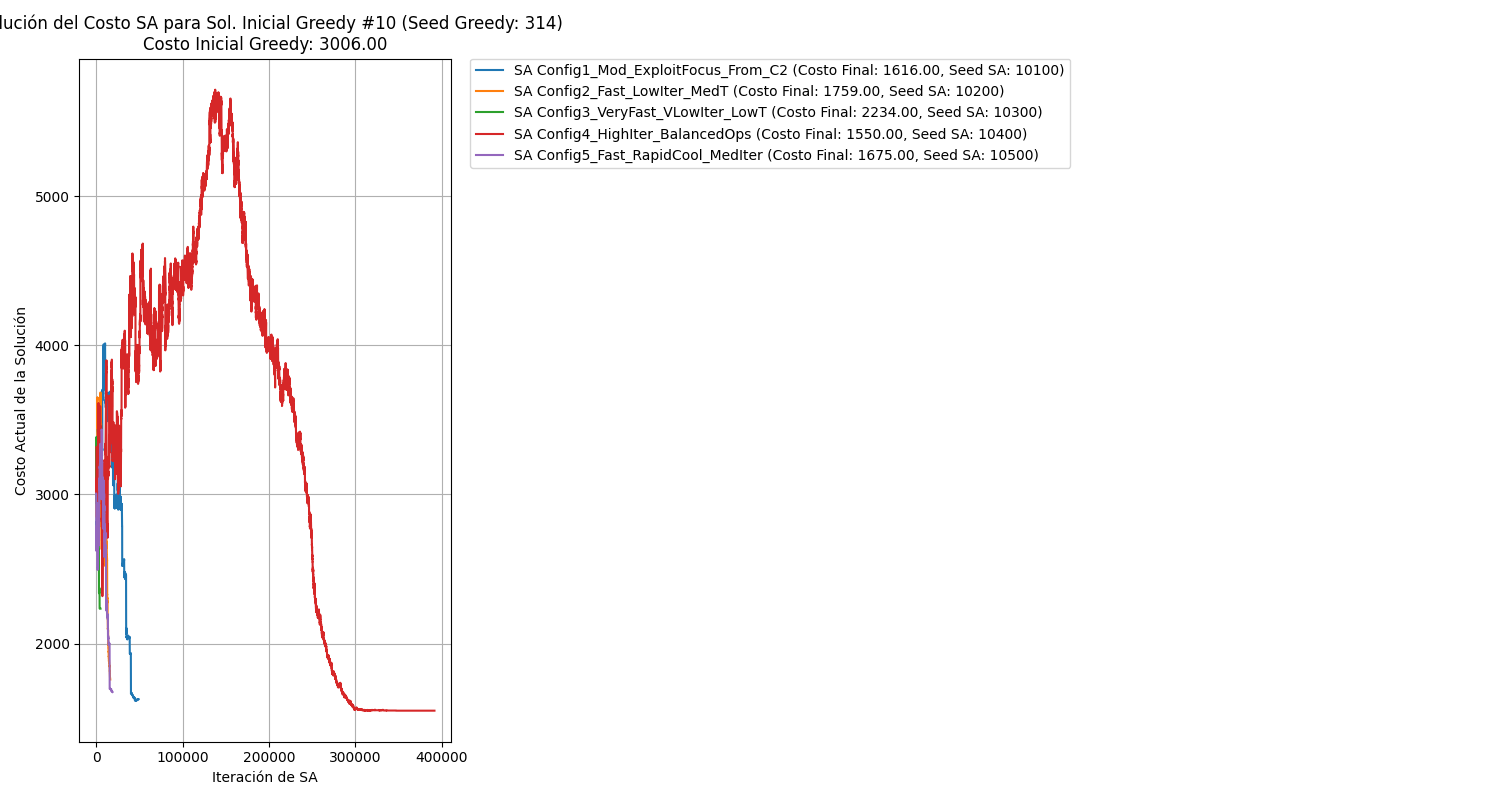 lución del Costo SA para Sol. Inicial Greedy #10 (Seed Greedy: 314)
Costo Inicial Greedy: 3006.00
SA Config1_Mod_ExploitFocus_From_C2 (Costo Final: 1616.00, Seed SA: 10100)
SA Config2_Fast_LowIter_MedT (Costo Final: 1759.00, Seed SA: 10200)
SA Config3_VeryFast_VLowIter_LowT (Costo Final: 2234.00, Seed SA: 10300)
SA Config4_HighIter_BalancedOps (Costo Final: 1550.00, Seed SA: 10400)
SA Config5_Fast_RapidCool_MedIter (Costo Final: 1675.00, Seed SA: 10500)
Costo Actual de la Solución
5000
4000
3000
2000
0 100000 200000 300000 400000
Iteración de SA